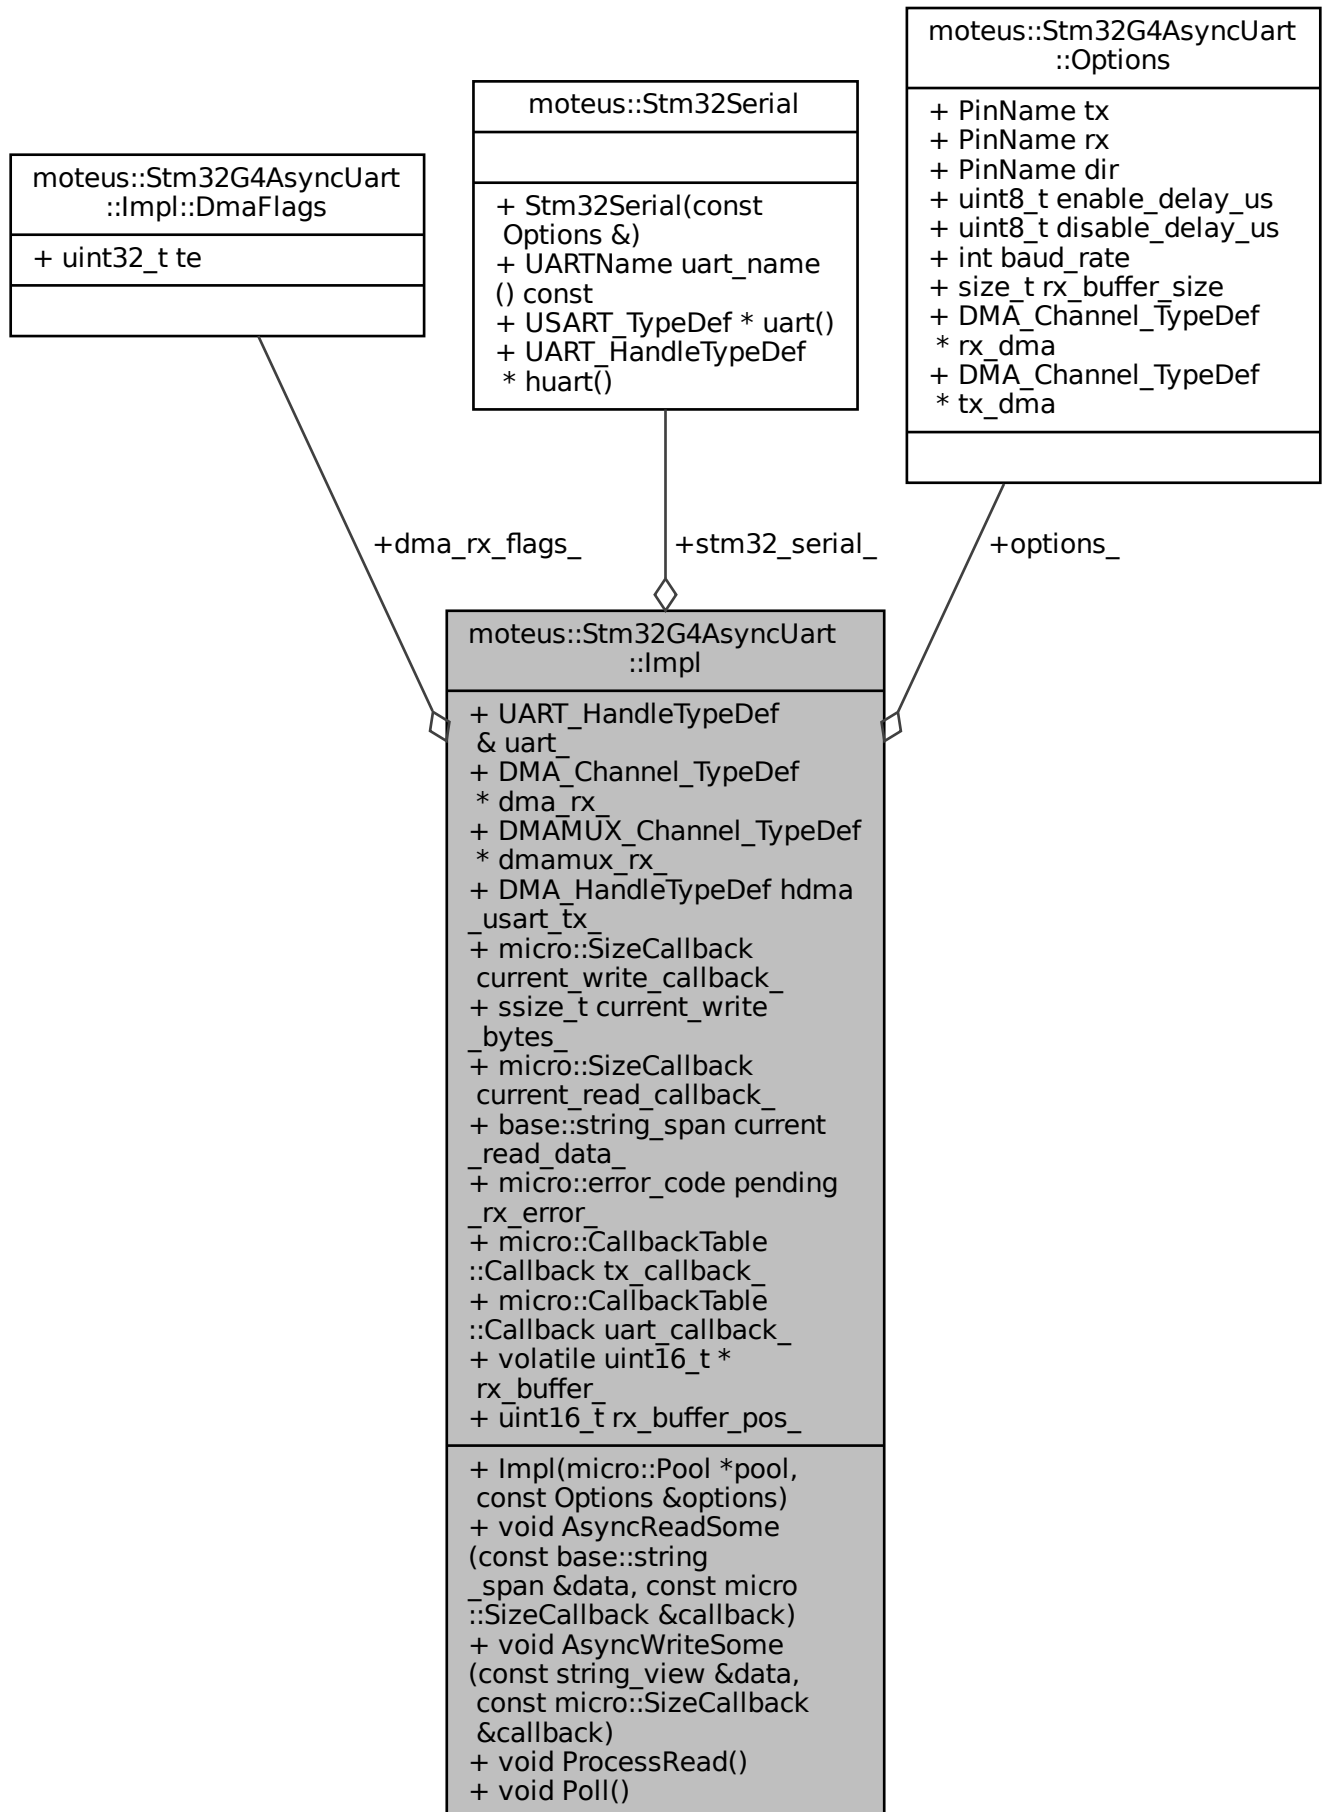 moteus::Stm32G4AsyncUart
::Impl::DmaFlags
+ uint32_t te
moteus::Stm32Serial
+ Stm32Serial(const
Options &)
+ UARTName uart_name
() const
+ USART_TypeDef * uart()
+ UART_HandleTypeDef
* huart()
moteus::Stm32G4AsyncUart
::Options
+ PinName tx
+ PinName rx
+ PinName dir
+ uint8_t enable_delay_us
+ uint8_t disable_delay_us
+ int baud_rate
+ size_t rx_buffer_size
+ DMA_Channel_TypeDef
* rx_dma
+ DMA_Channel_TypeDef
* tx_dma
+dma_rx_flags_
+stm32_serial_
+options_
moteus::Stm32G4AsyncUart
::Impl
+ UART_HandleTypeDef
& uart_
+ DMA_Channel_TypeDef
* dma_rx_
+ DMAMUX_Channel_TypeDef
* dmamux_rx_
+ DMA_HandleTypeDef hdma
_usart_tx_
+ micro::SizeCallback
current_write_callback_
+ ssize_t current_write
_bytes_
+ micro::SizeCallback
current_read_callback_
+ base::string_span current
_read_data_
+ micro::error_code pending
_rx_error_
+ micro::CallbackTable
::Callback tx_callback_
+ micro::CallbackTable
::Callback uart_callback_
+ volatile uint16_t *
rx_buffer_
+ uint16_t rx_buffer_pos_
+ Impl(micro::Pool *pool,
const Options &options)
+ void AsyncReadSome
(const base::string
_span &data, const micro
::SizeCallback &callback)
+ void AsyncWriteSome
(const string_view &data,
const micro::SizeCallback
&callback)
+ void ProcessRead()
+ void Poll()